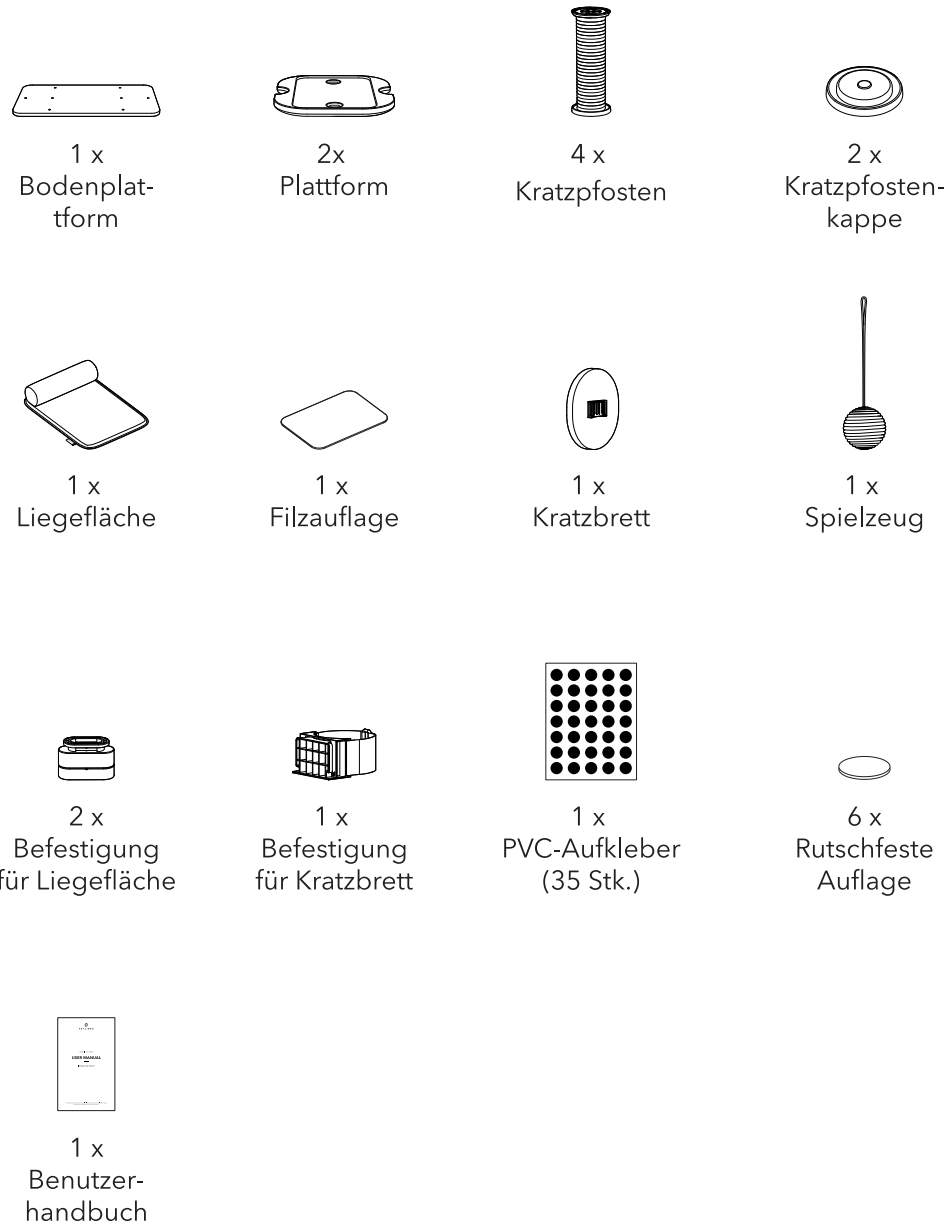 1 x
Bodenplat-
tform
2x
Plattform
4 x
Kratzpfosten
2 x
Kratzpfosten-
kappe
1 x
Liegefläche
1 x
Filzauflage
1 x
Kratzbrett
1 x
Spielzeug
2 x
Befestigung
für Liegefläche
1 x
Befestigung
für Kratzbrett
1 x
PVC-Aufkleber
(35 Stk.)
6 x
Rutschfeste
Auflage
USER MANUAL
1 x
Benutzer-
handbuch